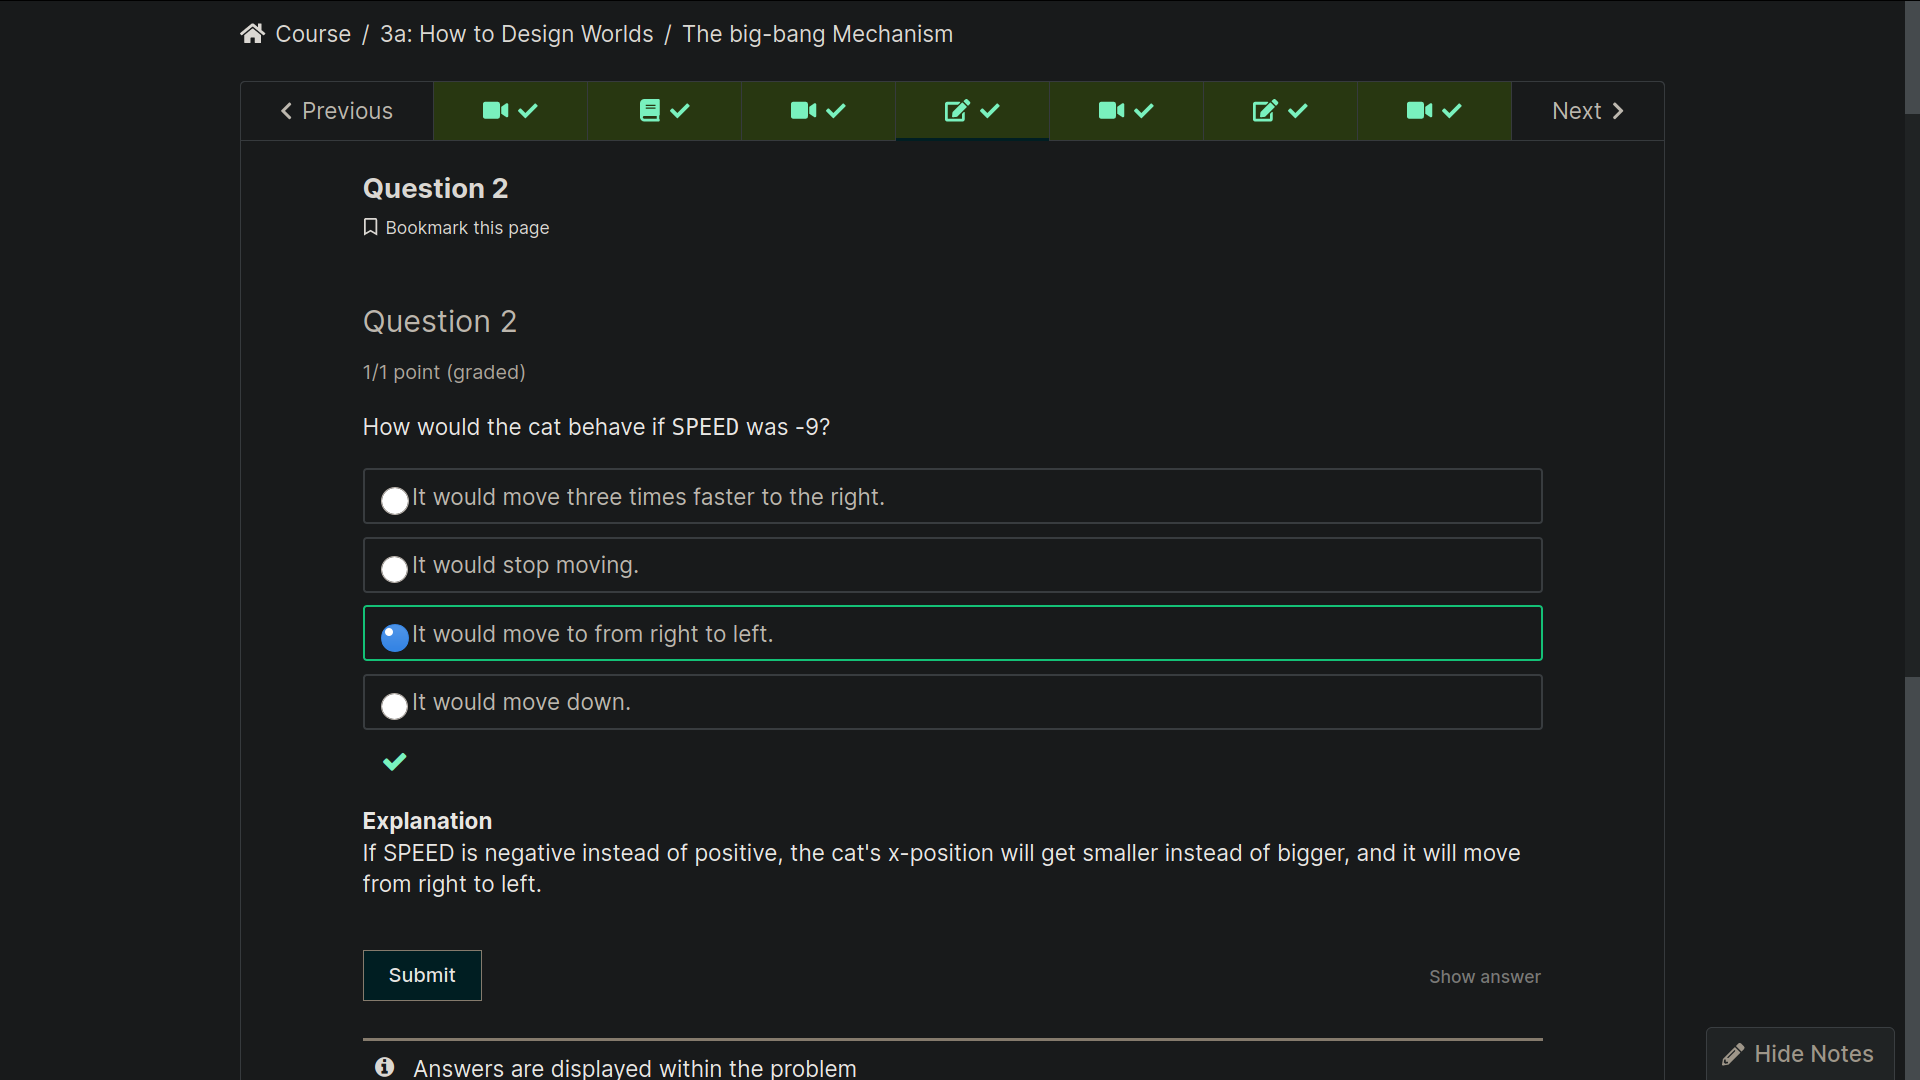 Course / 3a: How to Design Worlds / The big-bang Mechanism
Previous
Next
Question 2
Bookmark this page
Question 2
1/1 point (graded)
How would the cat behave if SPEED was -9?
It would move three times faster to the right.
It would stop moving.
It would move to from right to left.
It would move down.
Explanation
If SPEED is negative instead of positive, the cat's x-position will get smaller instead of bigger, and it will move
from right to left.
Submit
Show answer
Answers are displayed within the problem
Hide Notes